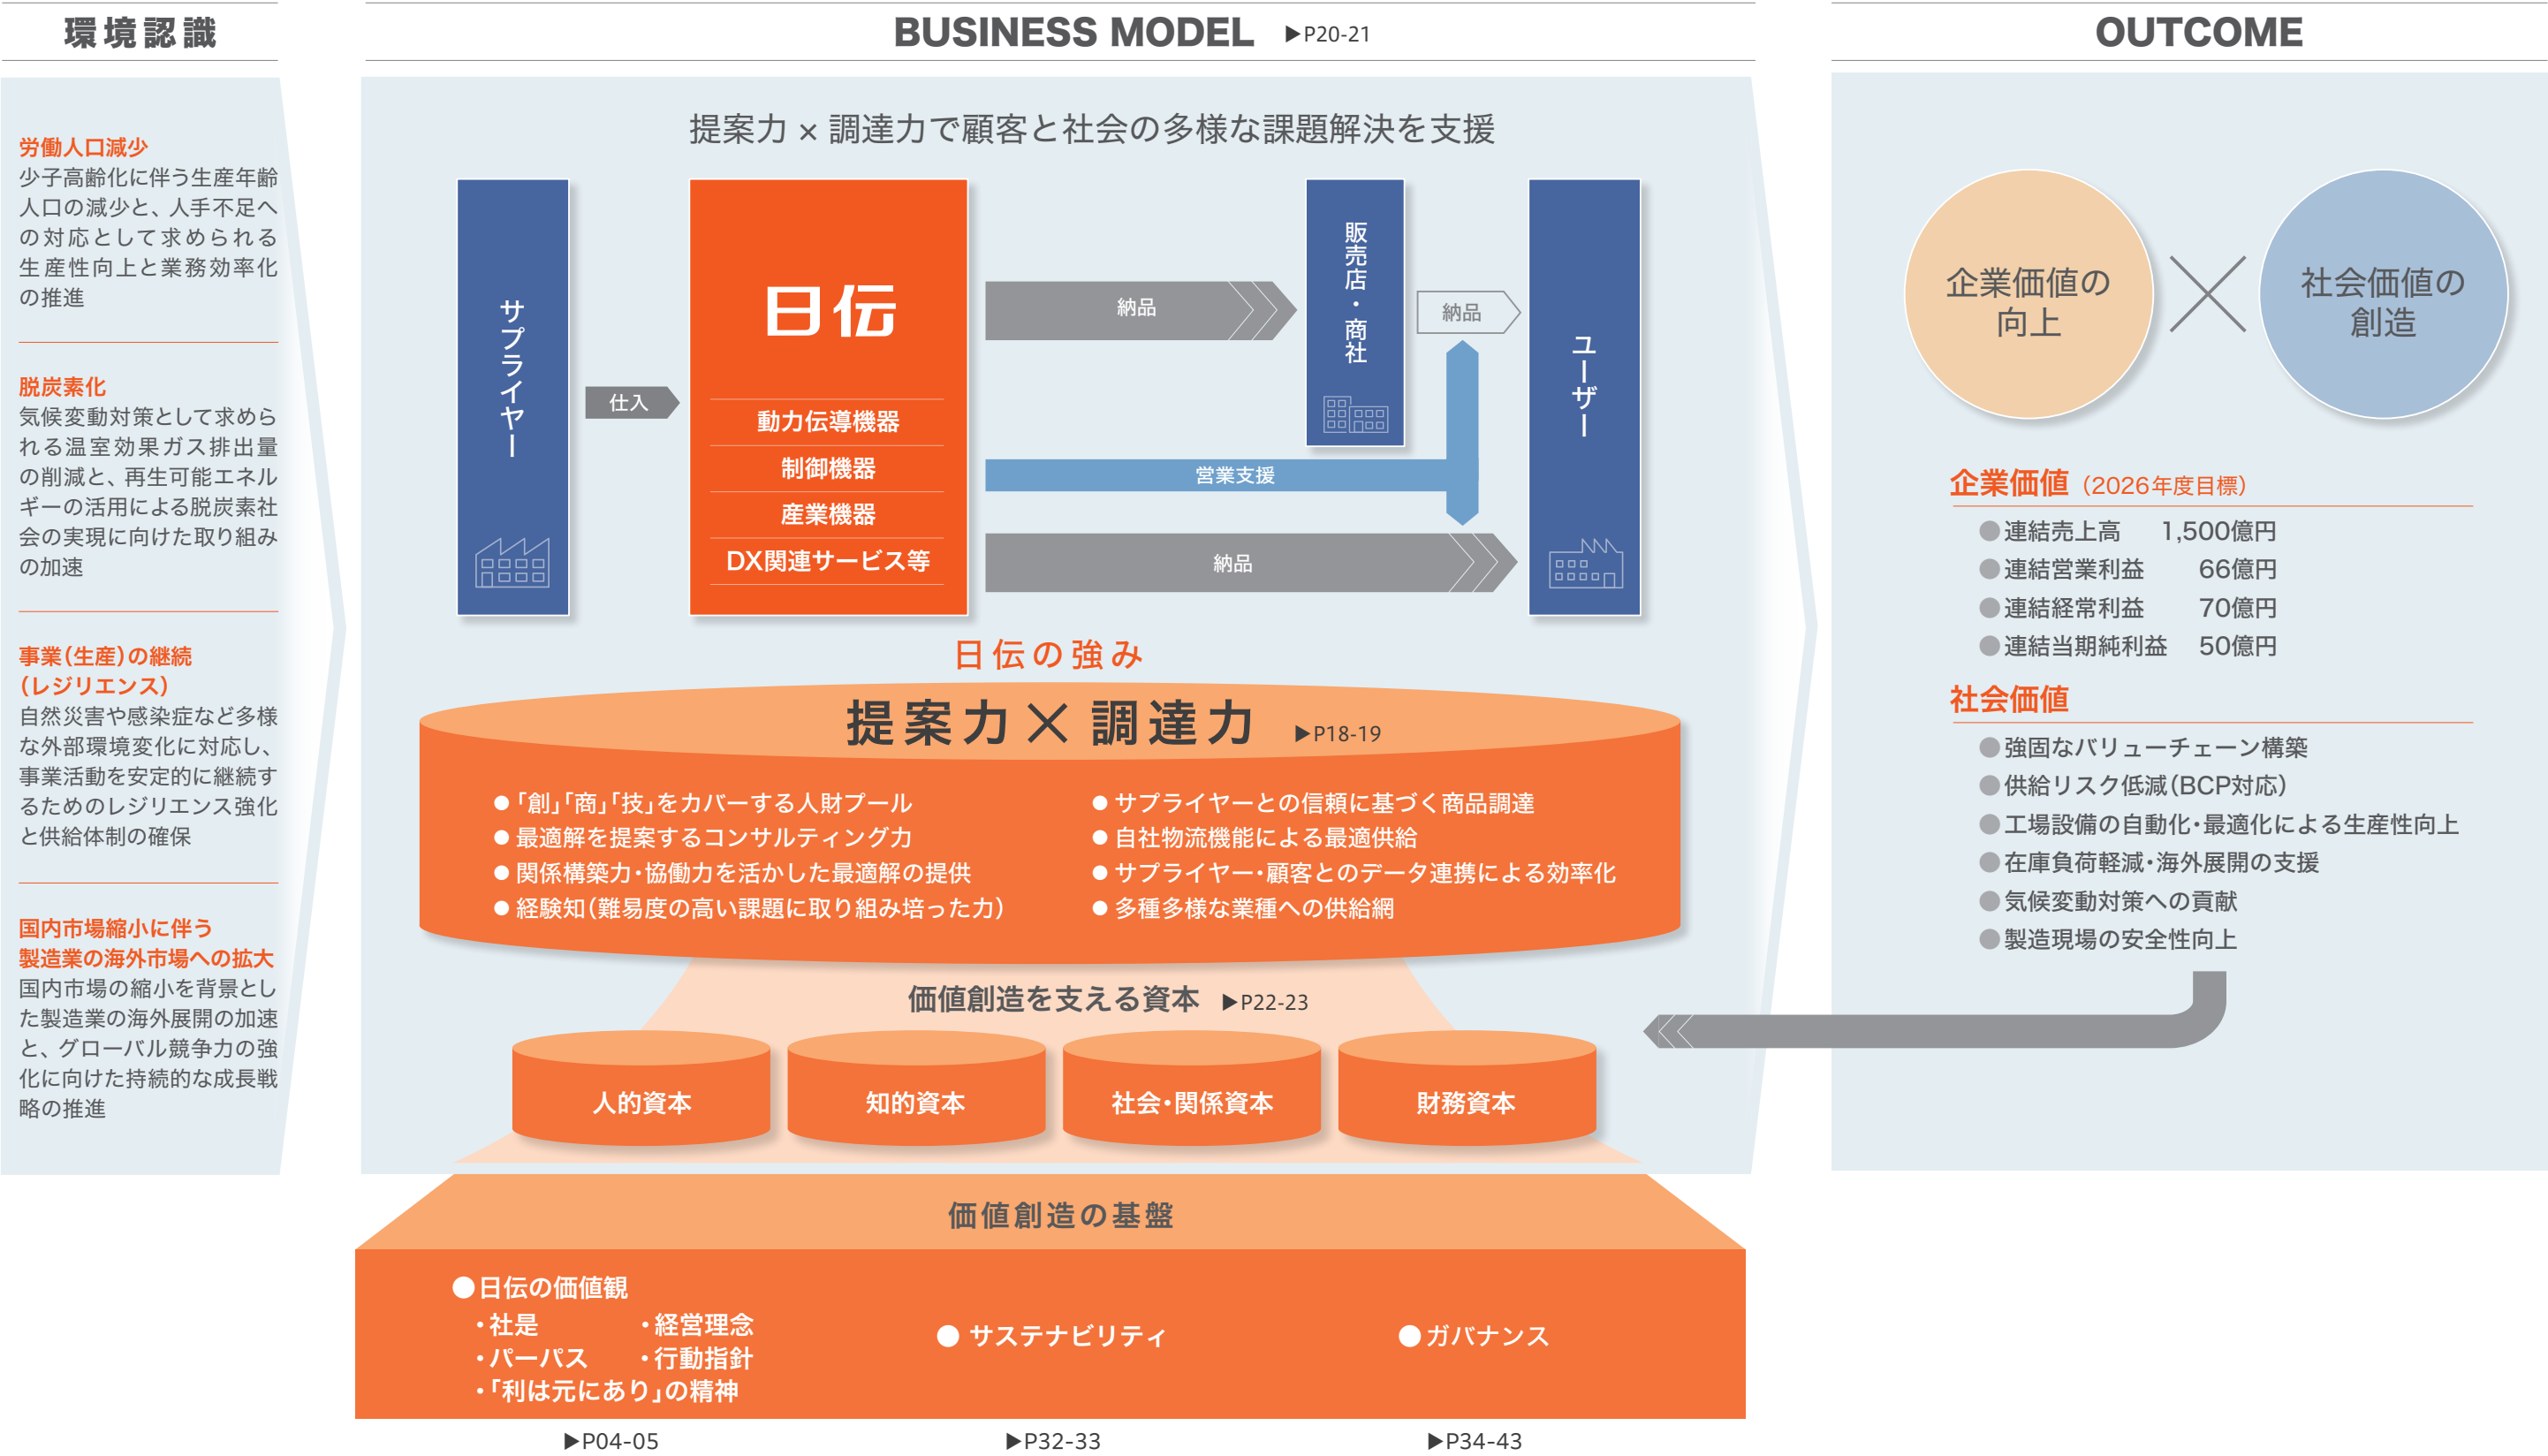 環境認識
労働人口減少
少子高齢化に伴う生産年齢
人口の減少と、人手不足へ
の対応として求められる
生産性向上と業務効率化
の推進
脱炭素化
気候変動対策として求めら
れる温室効果ガス排出量
の削減と、再生可能エネル
ギーの活用による脱炭素社
会の実現に向けた取り組み
の加速
事業(生産)の継続
(レジリエンス)
自然災害や感染症など多様
な外部環境変化に対応し、
事業活動を安定的に継続す
るためのレジリエンス強化
と供給体制の確保
国内市場縮小に伴う
製造業の海外市場への拡大
国内市場の縮小を背景とし
た製造業の海外展開の加速
と、グローバル競争力の強
化に向けた持続的な成長戦
略の推進
BUSINESS MODEL ▶P20-21
提案力 × 調達力で顧客と社会の多様な課題解決を支援
サプライヤー
仕入
日伝
動力伝導機器
制御機器
産業機器
DX関連サービス等
納品
販売店・商社
納品
営業支援
納品
ユーザー
日伝の強み
提案力×調達力 ▶P18-19
●「創」「商」「技」をカバーする人財プール
●最適解を提案するコンサルティング力
●関係構築力・協働力を活かした最適解の提供
●経験知(難易度の高い課題に取り組み培った力)
●サプライヤーとの信頼に基づく商品調達
●自社物流機能による最適供給
●サプライヤー・顧客とのデータ連携による効率化
●多種多様な業種への供給網
価値創造を支える資本 ▶P22-23
人的資本
知的資本
社会・関係資本
財務資本
価値創造の基盤
●日伝の価値観
・社是 ・経営理念
・パーパス ・行動指針
・「利は元にあり」の精神
▶P04-05
●サステナビリティ
▶P32-33
●ガバナンス
▶P34-43
OUTCOME
企業価値の
向上
×
社会価値の
創造
企業価値(2026年度目標)
●連結売上高 1,500億円
●連結営業利益 66億円
●連結経常利益 70億円
●連結当期純利益 50億円
社会価値
●強固なバリューチェーン構築
●供給リスク低減(BCP対応)
●工場設備の自動化・最適化による生産性向上
●在庫負荷軽減・海外展開の支援
●気候変動対策への貢献
●製造現場の安全性向上